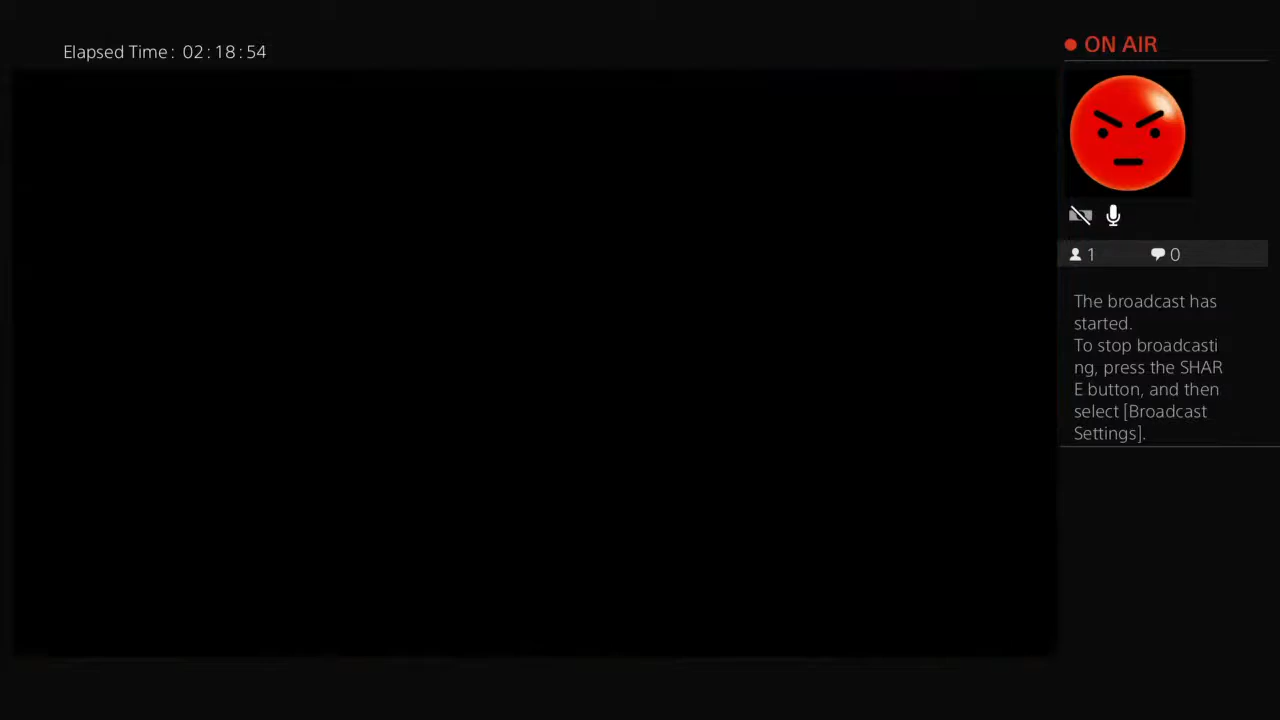 Elapsed Time: 02:18:54
ON AIR
1 0
The broadcast has
started.
To stop broadcasti
ng, press the SHAR
E button, and then
select [Broadcast
Settings].